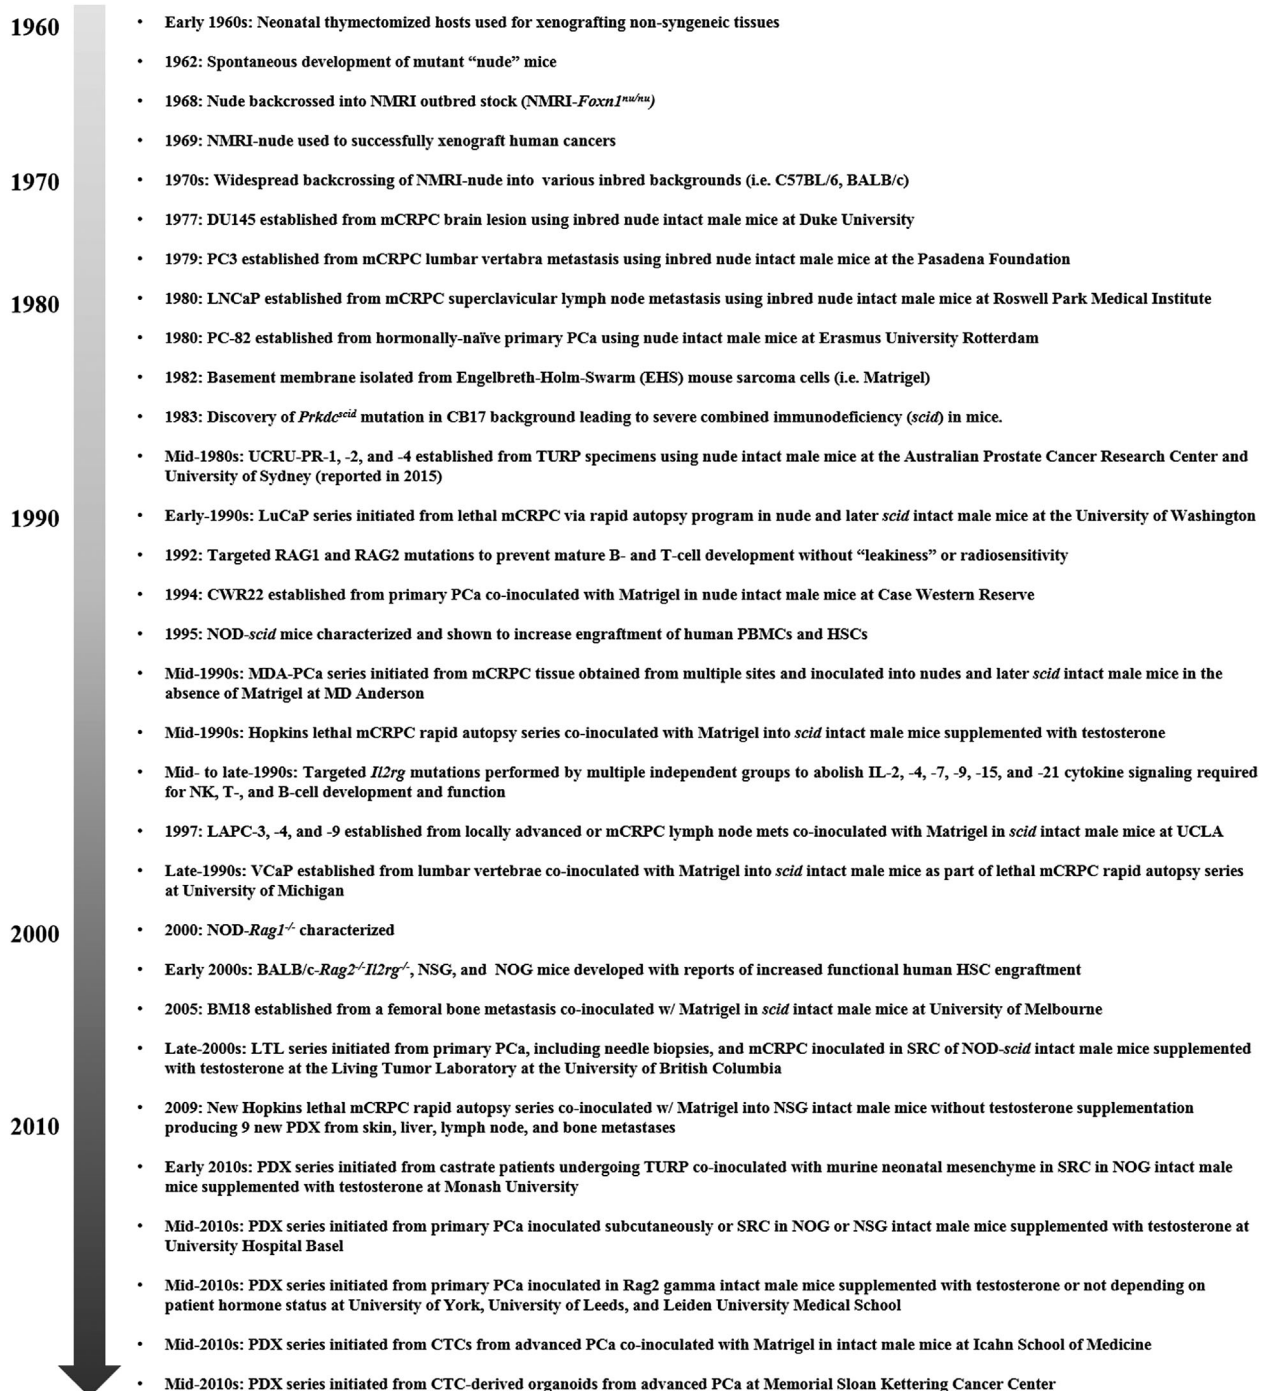 1960
• Early 1960s: Neonatal thymectomized hosts used for xenografting non-syngeneic tissues
• 1962: Spontaneous development of mutant “nude” mice
• 1968: Nude backcrossed into NMRI outbred stock (NMRI-Foxn1nu/nu)
• 1969: NMRI-nude used to successfully xenograft human cancers
1970
• 1970s: Widespread backcrossing of NMRI-nude into various inbred backgrounds (i.e. C57BL/6, BALB/c)
• 1977: DU145 established from mCRPC brain lesion using inbred nude intact male mice at Duke University
• 1979: PC3 established from mCRPC lumbar vertabra metastasis using inbred nude intact male mice at the Pasadena Foundation
1980
• 1980: LNCaP established from mCRPC superclavicular lymph node metastasis using inbred nude intact male mice at Roswell Park Medical Institute
• 1980: PC-82 established from hormonally-naïve primary PCa using nude intact male mice at Erasmus University Rotterdam
• 1982: Basement membrane isolated from Engelbreth-Holm-Swarm (EHS) mouse sarcoma cells (i.e. Matrigel)
• 1983: Discovery of Prkdcscid mutation in CB17 background leading to severe combined immunodeficiency (scid) in mice.
• Mid-1980s: UCRU-PR-1, -2, and -4 established from TURP specimens using nude intact male mice at the Australian Prostate Cancer Research Center and
University of Sydney (reported in 2015)
1990
• Early-1990s: LuCaP series initiated from lethal mCRPC via rapid autopsy program in nude and later scid intact male mice at the University of Washington
• 1992: Targeted RAG1 and RAG2 mutations to prevent mature B- and T-cell development without “leakiness” or radiosensitivity
• 1994: CWR22 established from primary PCa co-inoculated with Matrigel in nude intact male mice at Case Western Reserve
• 1995: NOD-scid mice characterized and shown to increase engraftment of human PBMCs and HSCs
• Mid-1990s: MDA-PCa series initiated from mCRPC tissue obtained from multiple sites and inoculated into nudes and later scid intact male mice in the
absence of Matrigel at MD Anderson
• Mid-1990s: Hopkins lethal mCRPC rapid autopsy series co-inoculated with Matrigel into scid intact male mice supplemented with testosterone
• Mid- to late-1990s: Targeted Il2rg mutations performed by multiple independent groups to abolish IL-2, -4, -7, -9, -15, and -21 cytokine signaling required
for NK, T-, and B-cell development and function
• 1997: LAPC-3, -4, and -9 established from locally advanced or mCRPC lymph node mets co-inoculated with Matrigel in scid intact male mice at UCLA
• Late-1990s: VCaP established from lumbar vertebrae co-inoculated with Matrigel into scid intact male mice as part of lethal mCRPC rapid autopsy series
at University of Michigan
2000
• 2000: NOD-Rag1-/- characterized
• Early 2000s: BALB/c-Rag2-/-Il2rg-/-, NSG, and NOG mice developed with reports of increased functional human HSC engraftment
• 2005: BM18 established from a femoral bone metastasis co-inoculated w/ Matrigel in scid intact male mice at University of Melbourne
• Late-2000s: LTL series initiated from primary PCa, including needle biopsies, and mCRPC inoculated in SRC of NOD-scid intact male mice supplemented
with testosterone at the Living Tumor Laboratory at the University of British Columbia
2010
• 2009: New Hopkins lethal mCRPC rapid autopsy series co-inoculated w/ Matrigel into NSG intact male mice without testosterone supplementation
producing 9 new PDX from skin, liver, lymph node, and bone metastases
• Early 2010s: PDX series initiated from castrate patients undergoing TURP co-inoculated with murine neonatal mesenchyme in SRC in NOG intact male
mice supplemented with testosterone at Monash University
• Mid-2010s: PDX series initiated from primary PCa inoculated subcutaneously or SRC in NOG or NSG intact male mice supplemented with testosterone at
University Hospital Basel
• Mid-2010s: PDX series initiated from primary PCa inoculated in Rag2 gamma intact male mice supplemented with testosterone or not depending on
patient hormone status at University of York, University of Leeds, and Leiden University Medical School
• Mid-2010s: PDX series initiated from CTCs from advanced PCa co-inoculated with Matrigel in intact male mice at Icahn School of Medicine
• Mid-2010s: PDX series initiated from CTC-derived organoids from advanced PCa at Memorial Sloan Kettering Cancer Center